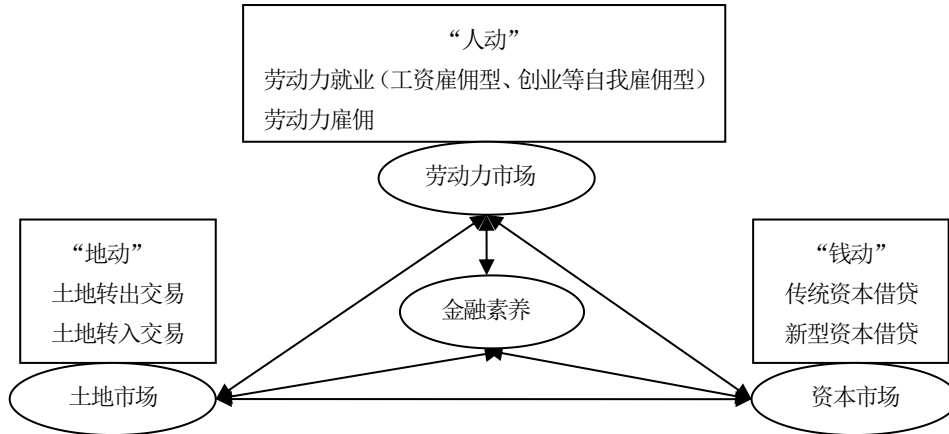 “人动”
劳动力就业（工资雇佣型、创业等自我雇佣型）
劳动力雇佣
劳动力市场
“地动”
土地转出交易
土地转入交易
“钱动”
传统资本借贷
新型资本借贷
金融素养
土地市场
资本市场